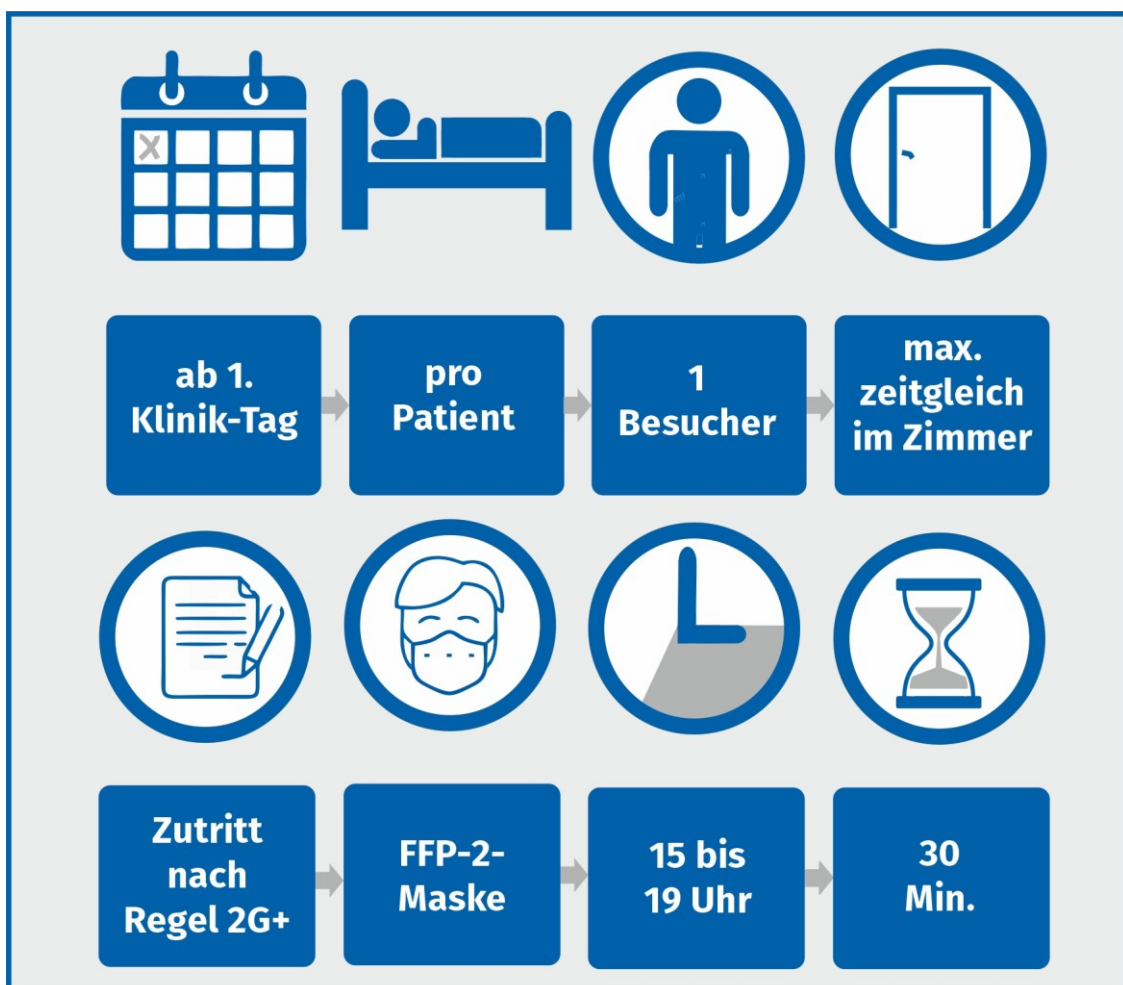 ab 1.
Klinik-Tag
pro
Patient
1
Besucher
max.
zeitgleich
im Zimmer
Zutritt
nach
Regel 2G+
FFP-2-
Maske
15 bis
19 Uhr
30
Min.